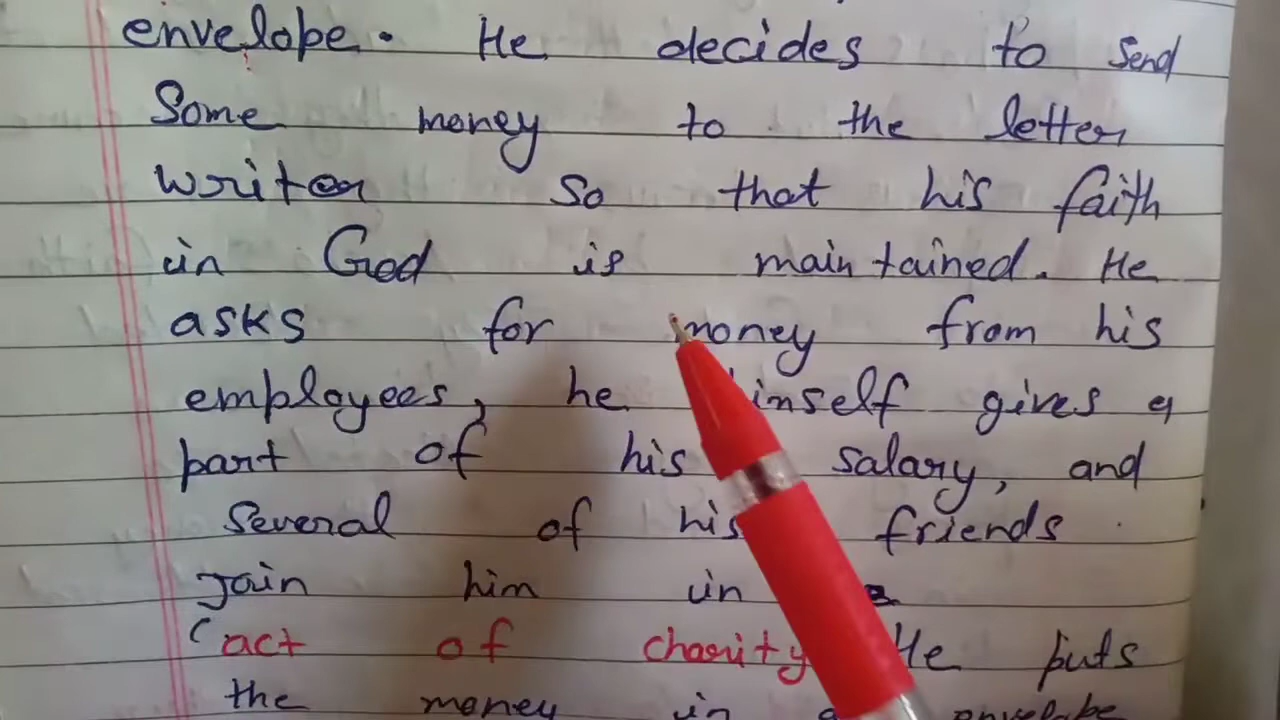 envelope. He decides to send
Some money to the letter
writer so that his faith
in God is maintained. He
asks for money from his
employees, he himself gives a
part of his salary, and
Several of his friends
Join him in
(act of charity He puts
the money in a envelope